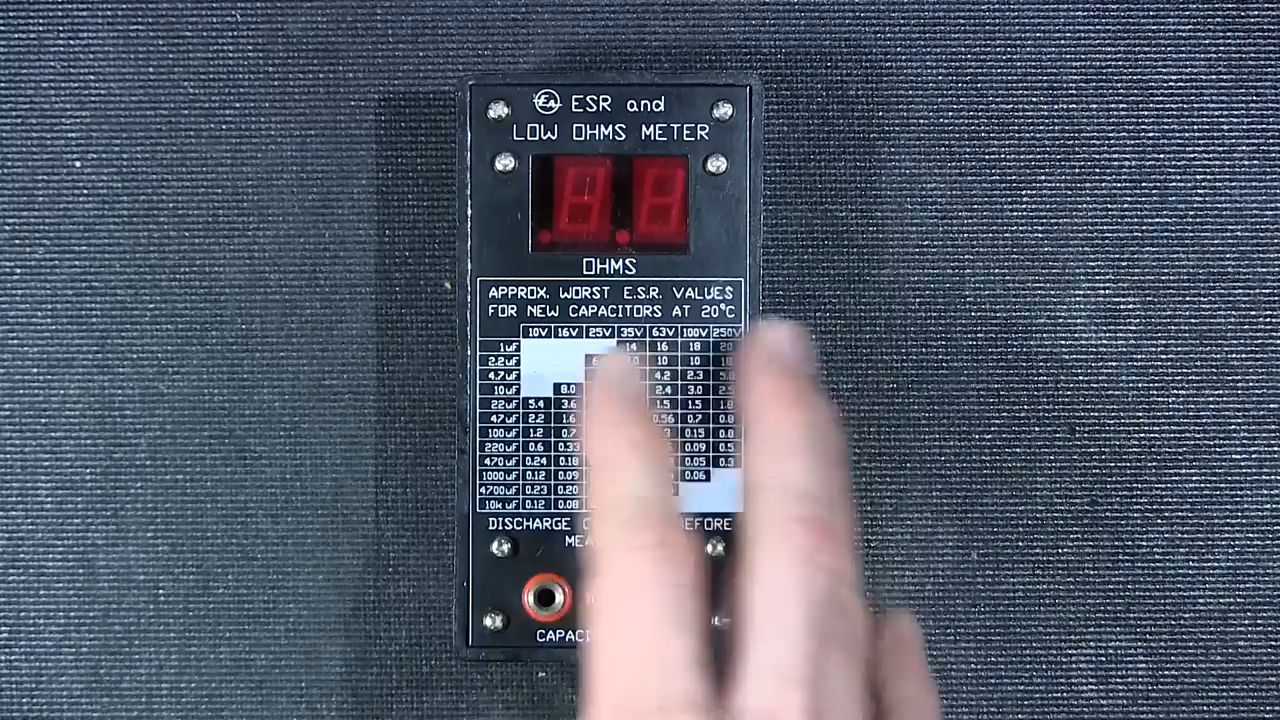 EA ESR and
LOW OHMS METER
OHMS
APPROX. WORST E.S.R. VALUES
FOR NEW CAPACITORS AT 20°C
10V 16V 25V 35V 63V 100V 250V
1uF 14 16 18 20
2.2uF 10 10 18
4.7uF 4.2 2.3 5.0
10uF 8.0 2.4 3.0 2.5
22uF 5.4 3.6 1.5 1.5 1.8
47uF 2.2 1.6 0.56 0.7 0.8
100uF 1.2 0.7 0.15 0.8
220uF 0.6 0.33 0.09 0.5
470uF 0.24 0.18 0.05 0.3
1000uF 0.12 0.09 0.06
4700uF 0.23 0.20
10kuF 0.12 0.08
DISCHARGE